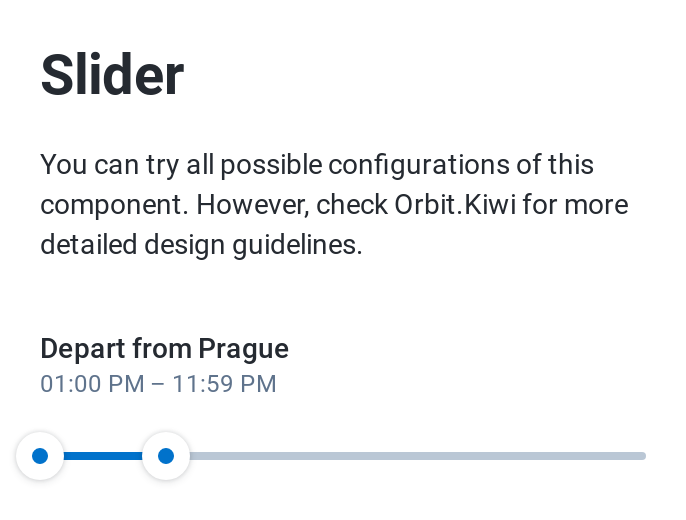 Slider
You can try all possible configurations of this
component. However, check Orbit.Kiwi for more
detailed design guidelines.
Depart from Prague
01:00 PM – 11:59 PM